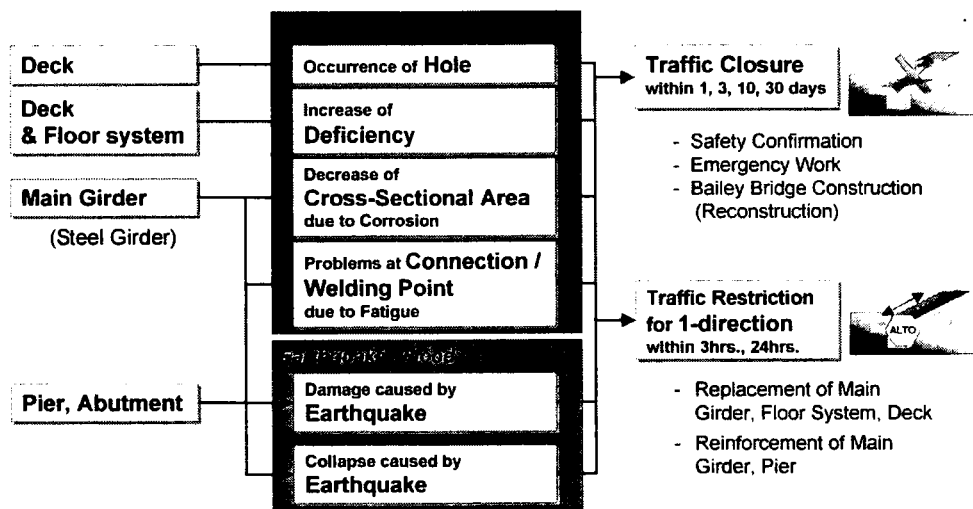 Deck
Deck
& Floor system
Main Girder
(Steel Girder)
Pier, Abutment
Occurrence of Hole
Increase of
Deficiency
Decrease of
Cross-Sectional Area
due to Corrosion
Problems at Connection /
Welding Point
due to Fatigue
Damage caused by
Earthquake
Collapse caused by
Earthquake
Traffic Closure
within 1, 3, 10, 30 days
- Safety Confirmation
- Emergency Work
- Bailey Bridge Construction
(Reconstruction)
Traffic Restriction
for 1-direction
within 3hrs., 24hrs.
ALTO
- Replacement of Main
Girder, Floor System, Deck
- Reinforcement of Main
Girder, Pier